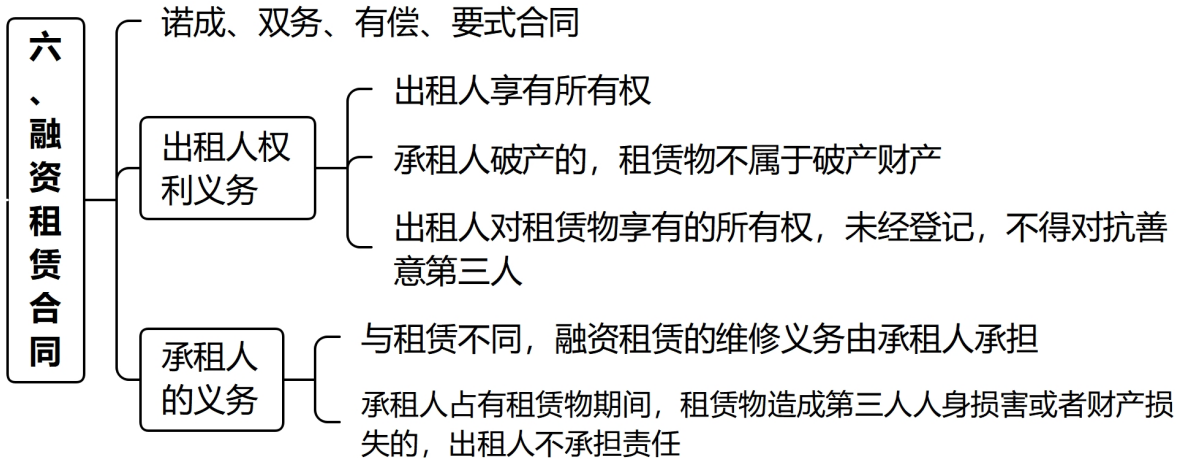 六、融资租赁合同
诺成、双务、有偿、要式合同
出租人权
利义务
出租人享有所有权
承租人破产的，租赁物不属于破产财产
出租人对租赁物享有的所有权，未经登记，不得对抗善
意第三人
承租人
的义务
与租赁不同，融资租赁的维修义务由承租人承担
承租人占有租赁物期间，租赁物造成第三人人身损害或者财产损
失的，出租人不承担责任